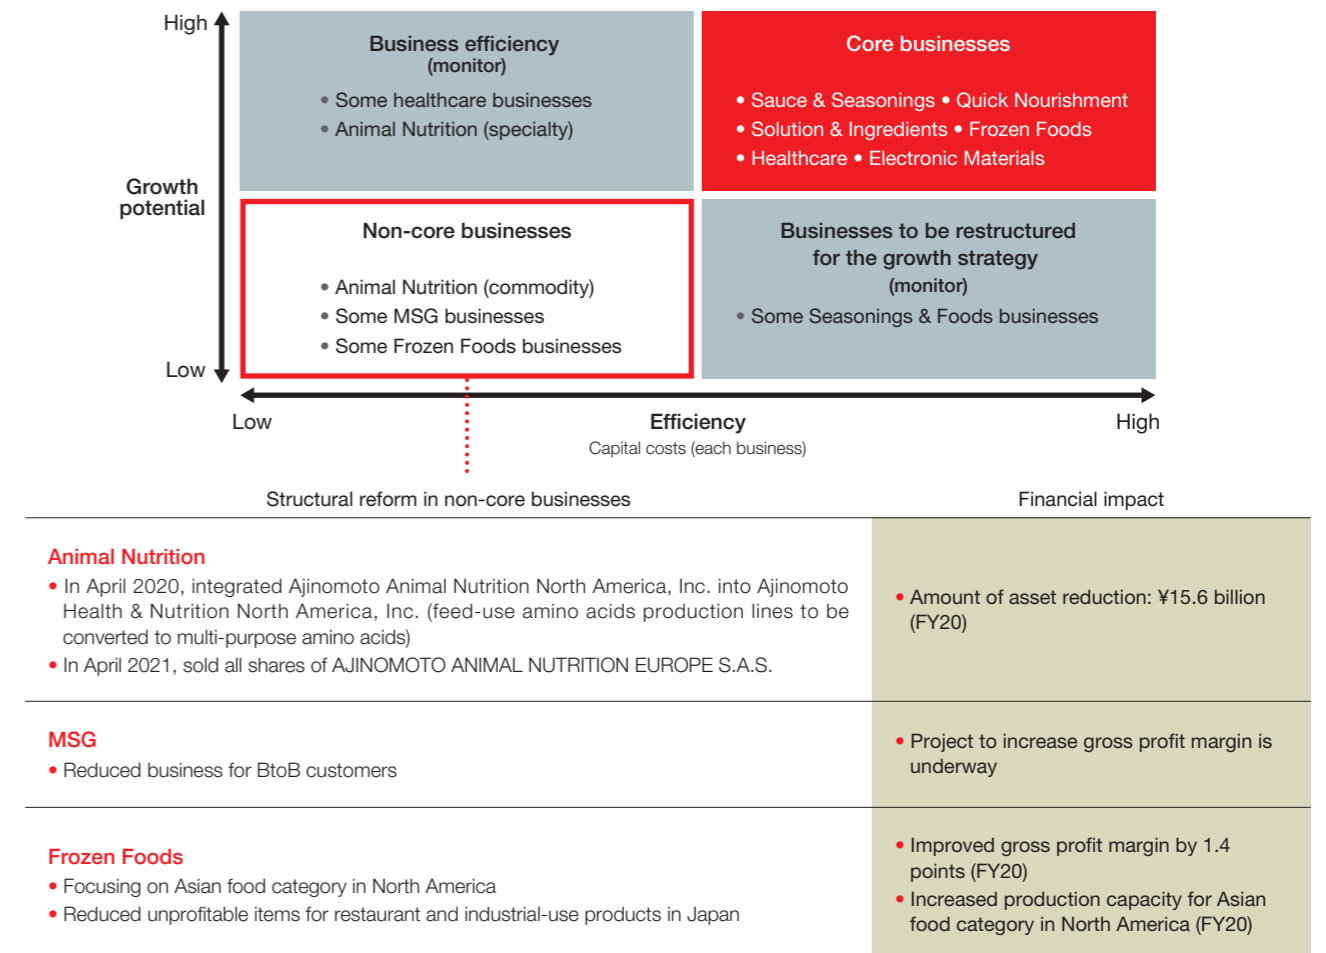 High
Business efficiency
(monitor)
• Some healthcare businesses
• Animal Nutrition (specialty)
Core businesses
• Sauce & Seasonings • Quick Nourishment
• Solution & Ingredients • Frozen Foods
• Healthcare • Electronic Materials
Growth
potential
Non-core businesses
• Animal Nutrition (commodity)
• Some MSG businesses
• Some Frozen Foods businesses
Businesses to be restructured
for the growth strategy
(monitor)
• Some Seasonings & Foods businesses
Low
Low
Efficiency
High
Capital costs (each business)
Structural reform in non-core businesses
Financial impact
Animal Nutrition
• In April 2020, integrated Ajinomoto Animal Nutrition North America, Inc. into Ajinomoto
Health & Nutrition North America, Inc. (feed-use amino acids production lines to be
converted to multi-purpose amino acids)
• In April 2021, sold all shares of AJINOMOTO ANIMAL NUTRITION EUROPE S.A.S.
• Amount of asset reduction: ¥15.6 billion
(FY20)
MSG
• Reduced business for BtoB customers
• Project to increase gross profit margin is
underway
Frozen Foods
• Focusing on Asian food category in North America
• Reduced unprofitable items for restaurant and industrial-use products in Japan
• Improved gross profit margin by 1.4
points (FY20)
• Increased production capacity for Asian
food category in North America (FY20)